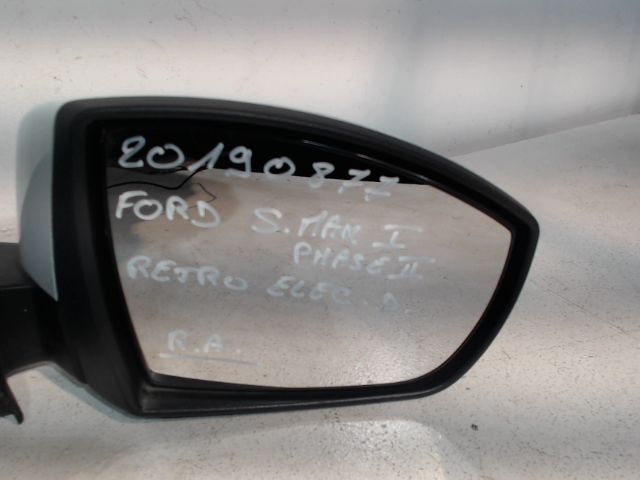 20190877
FORD S.MAX I
PHASE II
RETRO ELEC. D.
R.A.